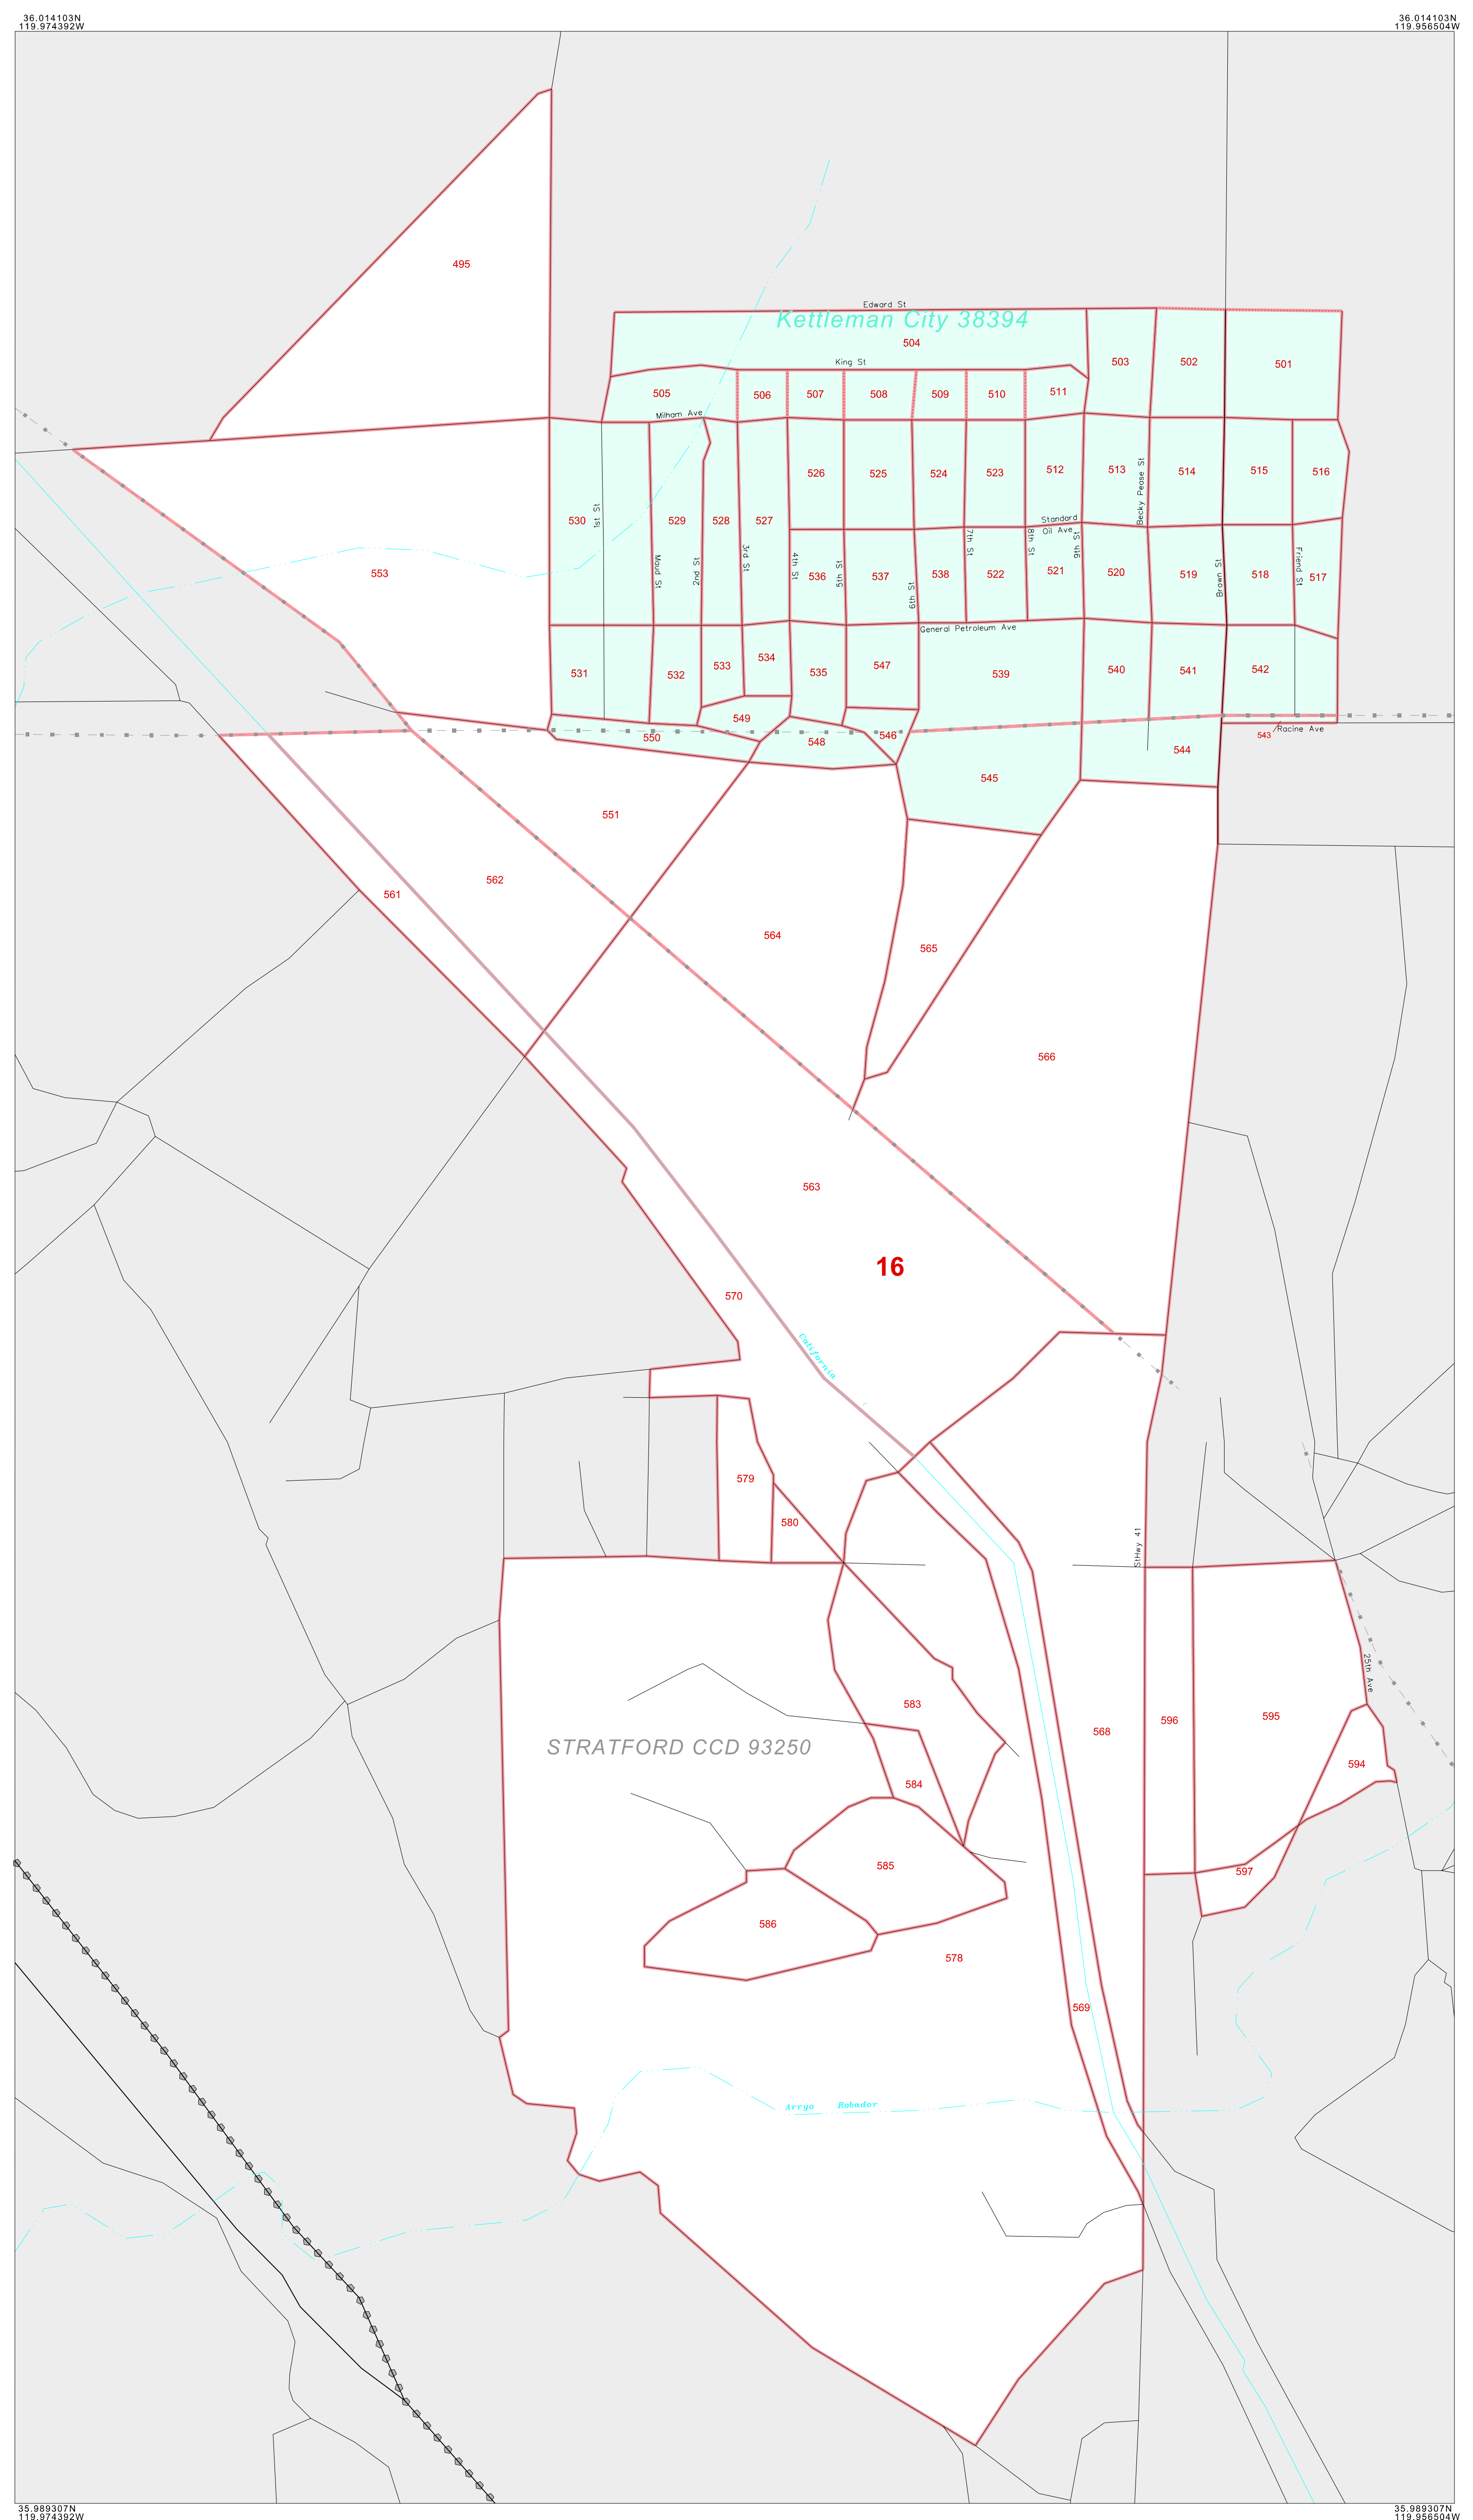 36.014103N
119.974392W
36.014103N
119.956504W
495
Edward St
Kettleman City 38394
504
503
502
501
King St
505
506
507
508
509
510
511
Milham Ave
530
1st St
529
528
527
526
525
524
523
512
513
Becky Pease St
514
515
516
Standard
Oil Ave
553
Maud St
2nd St
3rd St
4th St
536
5th St
537
6th St
538
7th St
522
8th St
521
9th St
520
519
Brown St
518
Friend St
517
General Petroleum Ave
531
532
533
534
535
547
539
540
541
542
549
550
548
546
543
Racine Ave
544
545
551
562
561
564
565
566
563
16
570
California
579
580
StHwy 41
25th Ave
583
568
596
595
STRATFORD CCD 93250
584
594
585
597
586
578
569
Arryo Robador
35.989307N
119.974392W
35.989307N
119.956504W